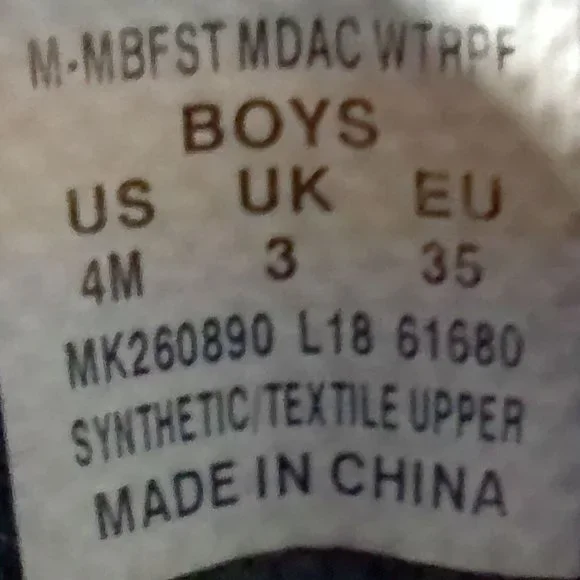 M-MBFST MDAC WTRPF
BOYS
US UK EU
4M 3 35
MK260890 L18 61680
SYNTHETIC/TEXTILE UPPER
MADE IN CHINA